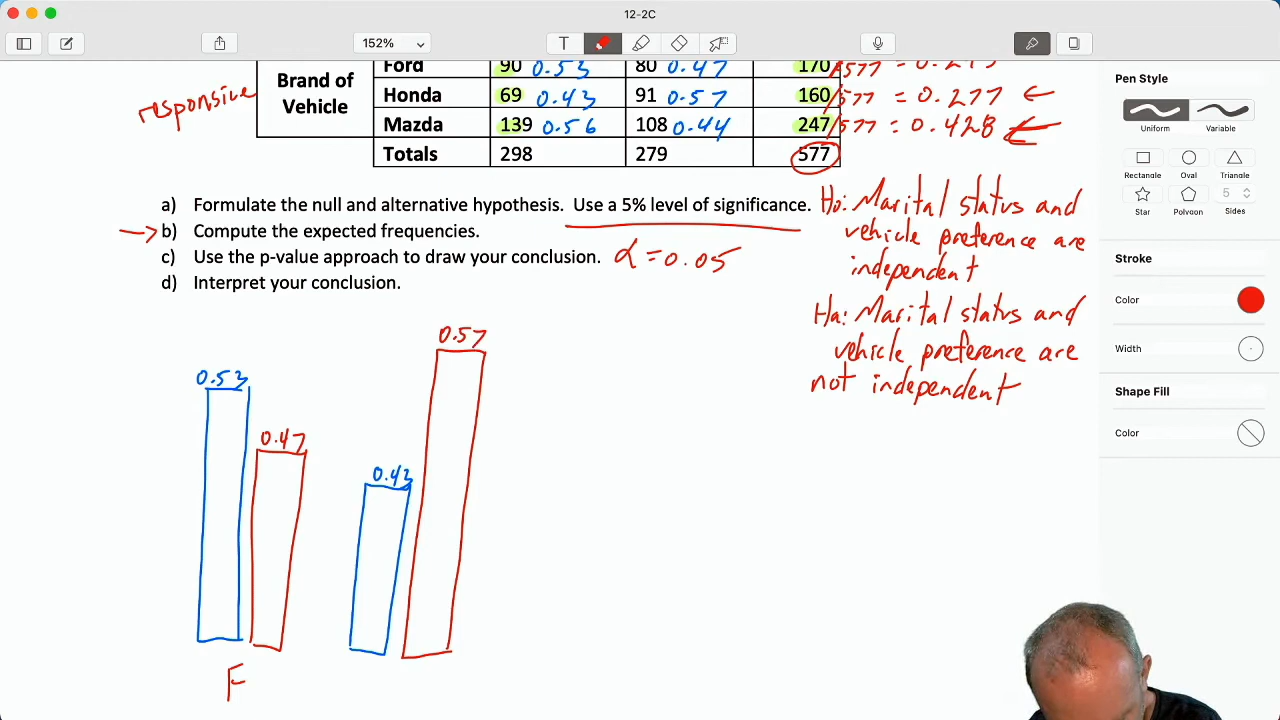 12-2C
152%
T
Ford 90 0.53 80 0.47 170 /577
Brand of Vehicle
responsive
Honda 69 0.43 91 0.57 160 /577 = 0.277 ←
Mazda 139 0.56 108 0.44 247 /577 = 0.428 ←
Totals 298 279 577
a) Formulate the null and alternative hypothesis. Use a 5% level of significance.
→ b) Compute the expected frequencies.
c) Use the p-value approach to draw your conclusion. α = 0.05
d) Interpret your conclusion.
Ho: Marital status and
vehicle preference are
independent
Ha: Marital status and
vehicle preference are
not independent
0.53
0.47
0.43
0.57
F
Pen Style
Uniform
Variable
Rectangle
Oval
Triangle
Star
Polygon
5
Sides
Stroke
Color
Width
Shape Fill
Color